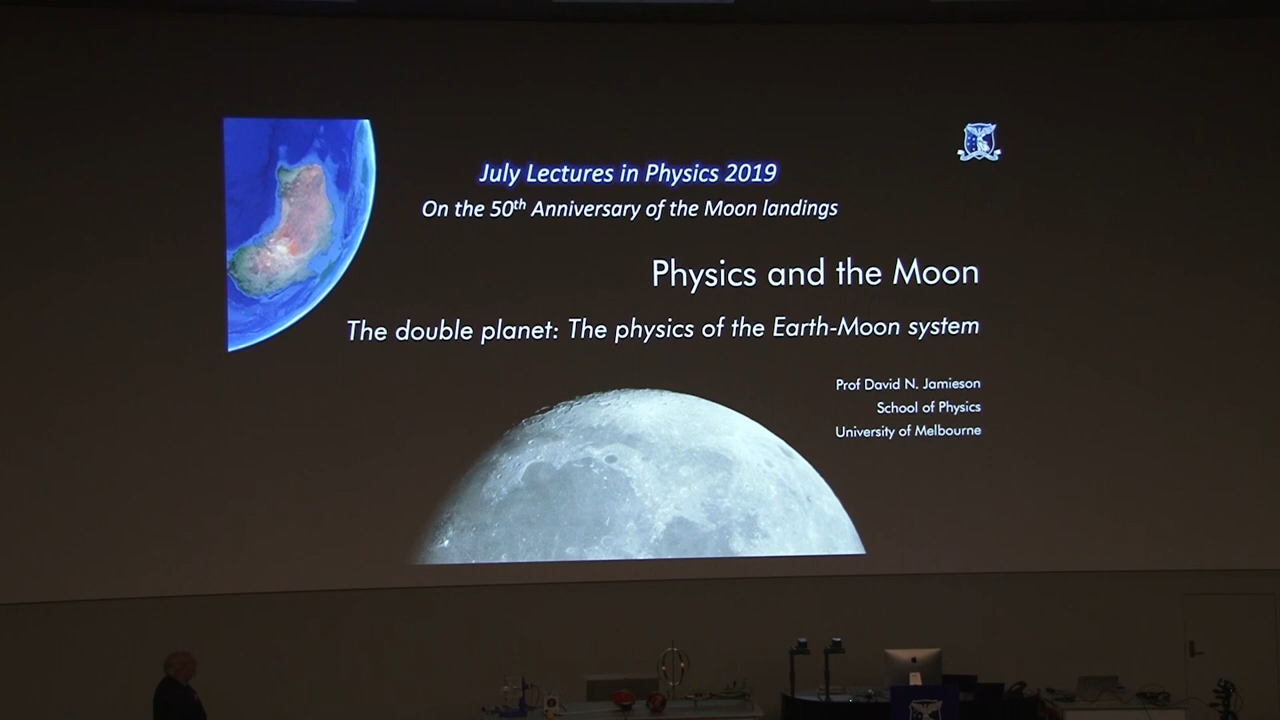 July Lectures in Physics 2019
On the 50th Anniversary of the Moon landings
Physics and the Moon
The double planet: The physics of the Earth-Moon system
Prof David N. Jamieson
School of Physics
University of Melbourne